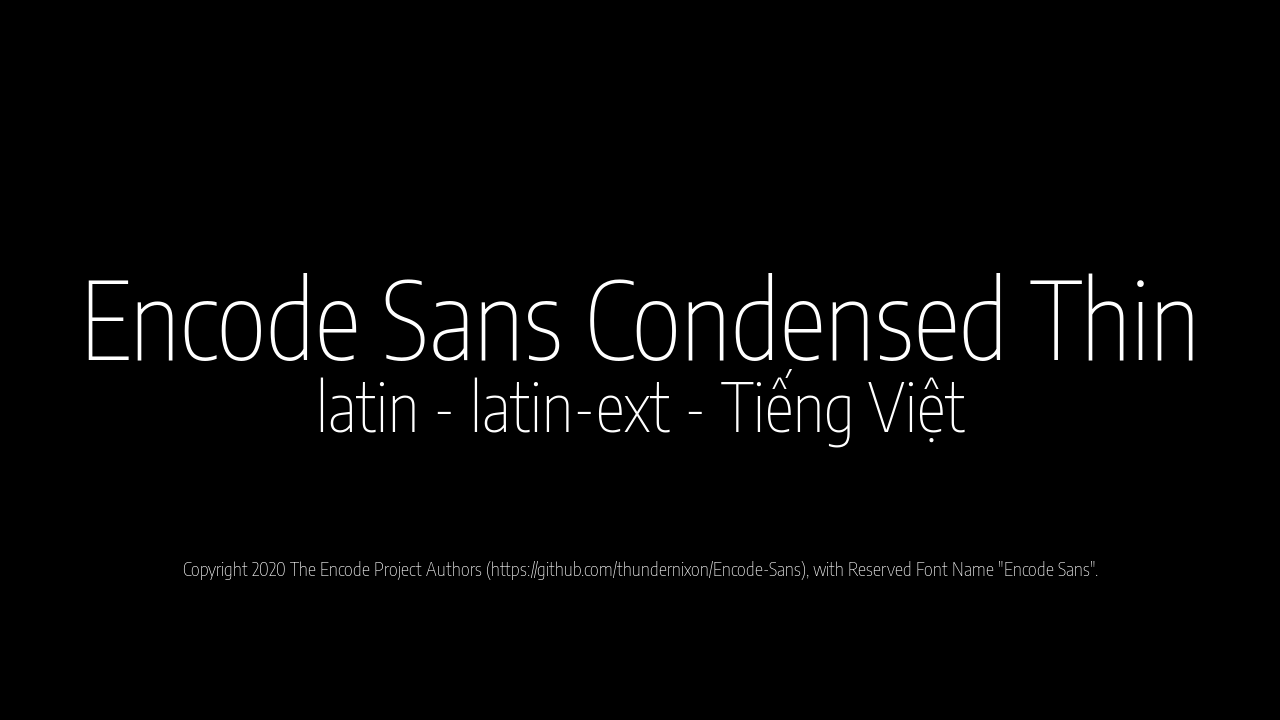 Encode Sans Condensed Thin
latin - latin-ext - Tiếng Việt
Copyright 2020 The Encode Project Authors (https://github.com/thundernixon/Encode-Sans), with Reserved Font Name "Encode Sans".